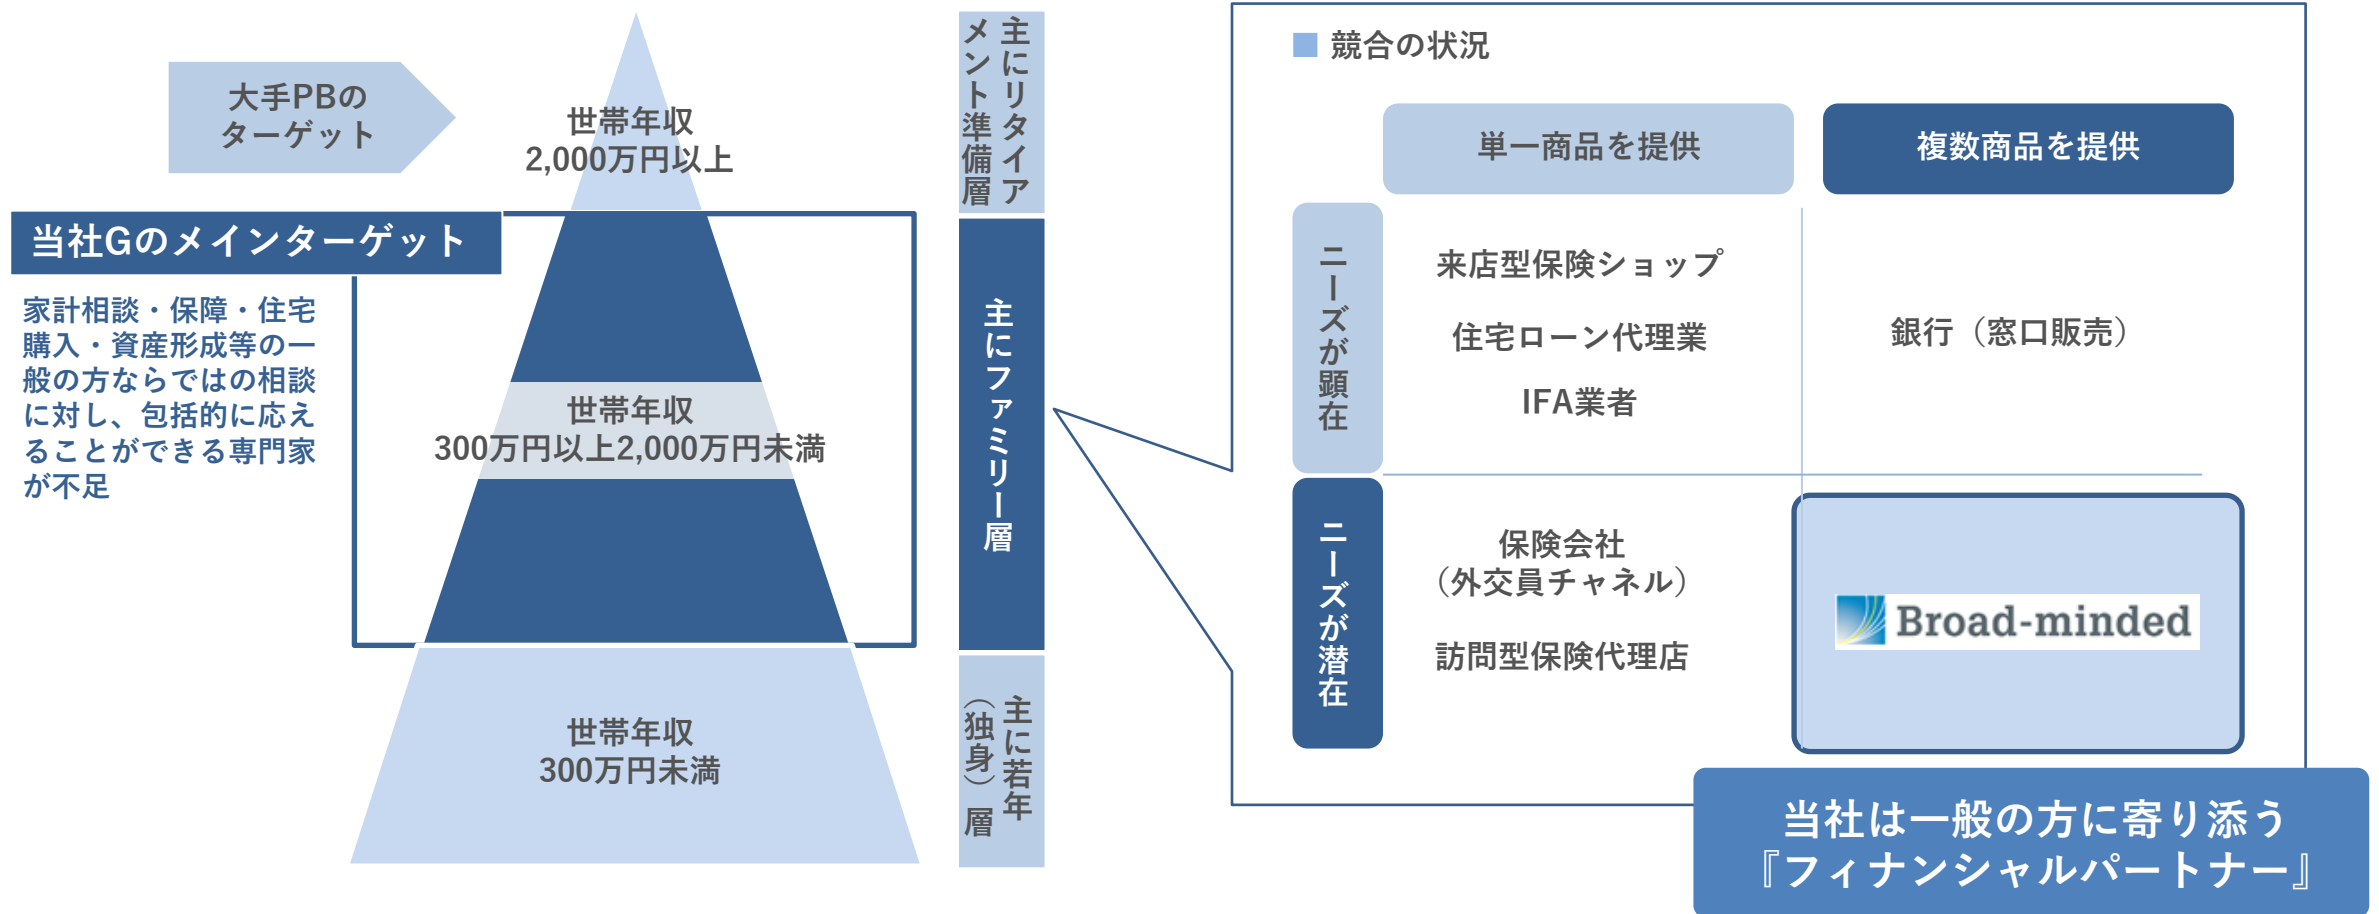 大手PBの
ターゲット
世帯年収
2,000万円以上
当社Gのメインターゲット
家計相談・保障・住宅
購入・資産形成等の一
般の方ならではの相談
に対し、包括的に応え
ることができる専門家
が不足
世帯年収
300万円以上2,000万円未満
世帯年収
300万円未満
主にリタイア
メント準備層
主にファミリー層
主に若年
（独身）層
競合の状況
単一商品を提供
複数商品を提供
ニーズが顕在
来店型保険ショップ
住宅ローン代理業
IFA業者
銀行（窓口販売）
ニーズが潜在
保険会社
（外交員チャネル）
訪問型保険代理店
Broad-minded
当社は一般の方に寄り添う
『フィナンシャルパートナー』